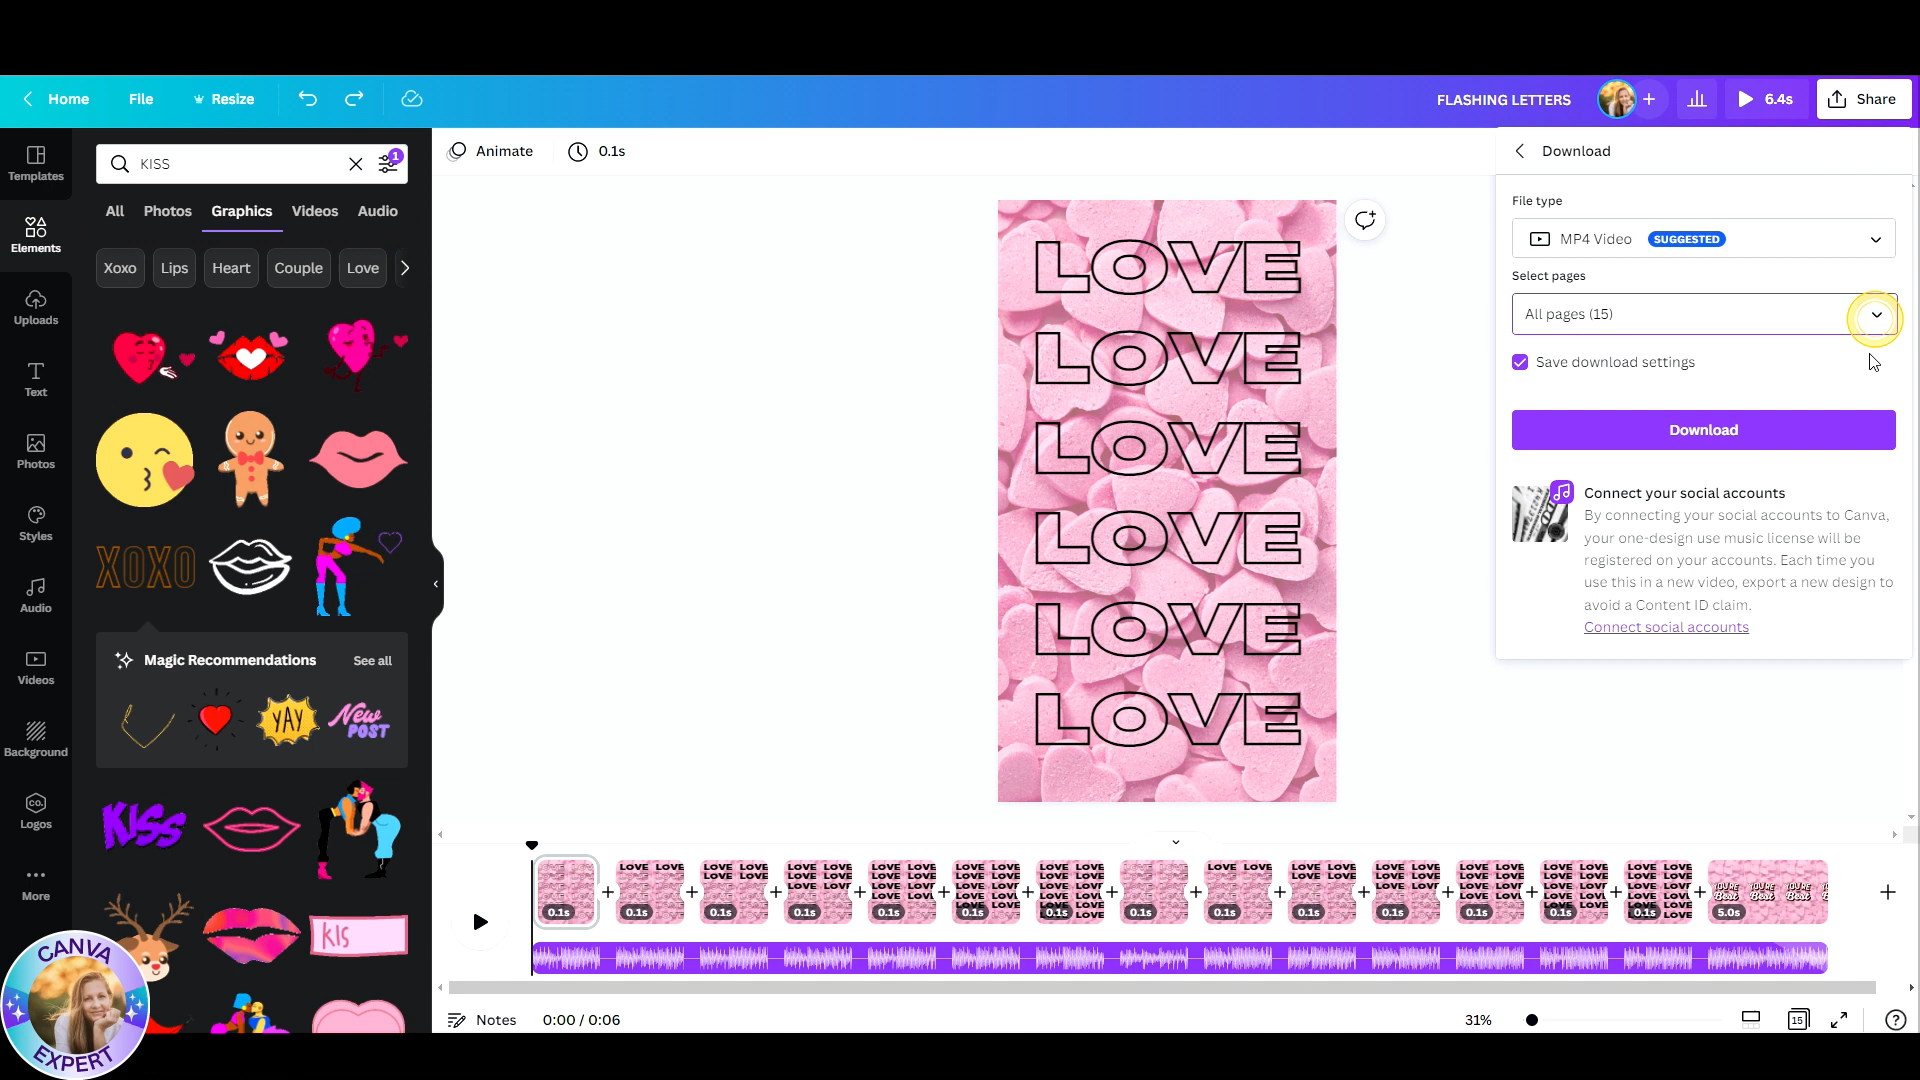 Home File Resize FLASHING LETTERS 6.4s Share
Templates
Elements
Uploads
Text
Photos
Styles
Audio
Videos
Background
Logos
More
KISS
1
All Photos Graphics Videos Audio
Xoxo Lips Heart Couple Love
XOXO
Magic Recommendations See all
YAY
New
POST
KISS
KIS
CANVA
EXPERT
Animate 0.1s
LOVE
LOVE
LOVE
LOVE
LOVE
LOVE
Download
File type
MP4 Video SUGGESTED
Select pages
All pages (15)
Save download settings
Download
Connect your social accounts
By connecting your social accounts to Canva,
your one-design use music license will be
registered on your accounts. Each time you
use this in a new video, export a new design to
avoid a Content ID claim.
Connect social accounts
0.1s 0.1s 0.1s 0.1s 0.1s 0.1s 0.1s 0.1s 0.1s 0.1s 0.1s 0.1s 0.1s 0.1s 5.0s
Notes 0:00 / 0:06 31% 15